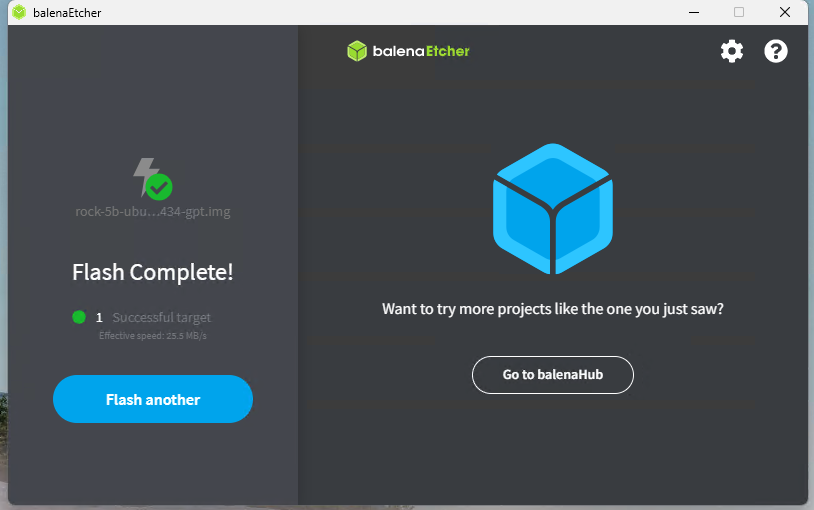 balenaEtcher
balenaEtcher
rock-5b-ubu...434-gpt.img
Flash Complete!
1 Successful target
Effective speed: 25.5 MB/s
Flash another
Want to try more projects like the one you just saw?
Go to balenaHub